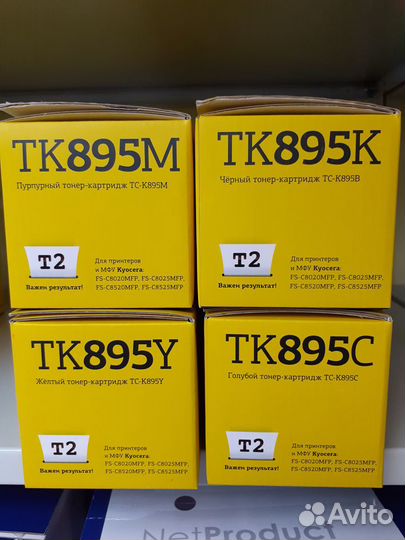 TK895M
Пурпурный тонер-картридж TC-K895M
T2
Для принтеров
и МФУ Kyocera:
FS-C8020MFP, FS-C8025MFP,
FS-C8520MFP, FS-C8525MFP
Важен результат!
TK895K
Чёрный тонер-картридж TC-K895B
T2
Для принтеров
и МФУ Kyocera:
FS-C8020MFP, FS-C8025MFP,
FS-C8520MFP, FS-C8525MFP
Важен результат!
TK895Y
Жёлтый тонер-картридж TC-K895Y
T2
Для принтеров
и МФУ Kyocera:
FS-C8020MFP, FS-C8025MFP,
FS-C8520MFP, FS-C8525MFP
Важен результат!
TK895C
Голубой тонер-картридж TC-K895C
T2
Для принтеров
и МФУ Kyocera:
FS-C8020MFP, FS-C8025MFP,
FS-C8520MFP, FS-C8525MFP
Важен результат!
NetProduct
Avito